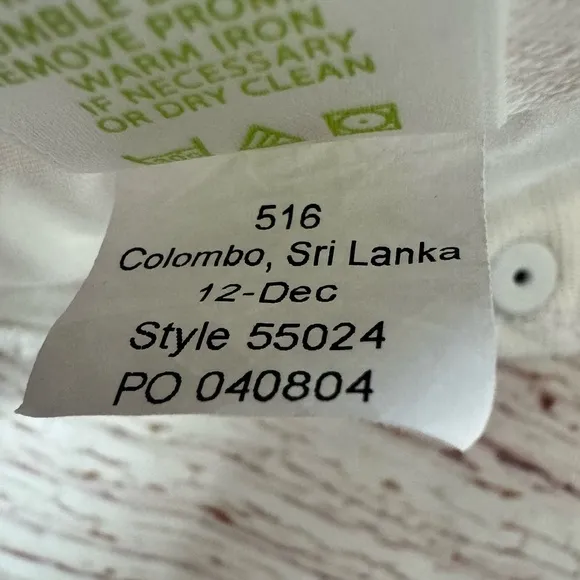 UMBLE
REMOVE PROM
WARM IRON
IF NECESSARY
OR DRY CLEAN
516
Colombo, Sri Lanka
12-Dec
Style 55024
PO 040804